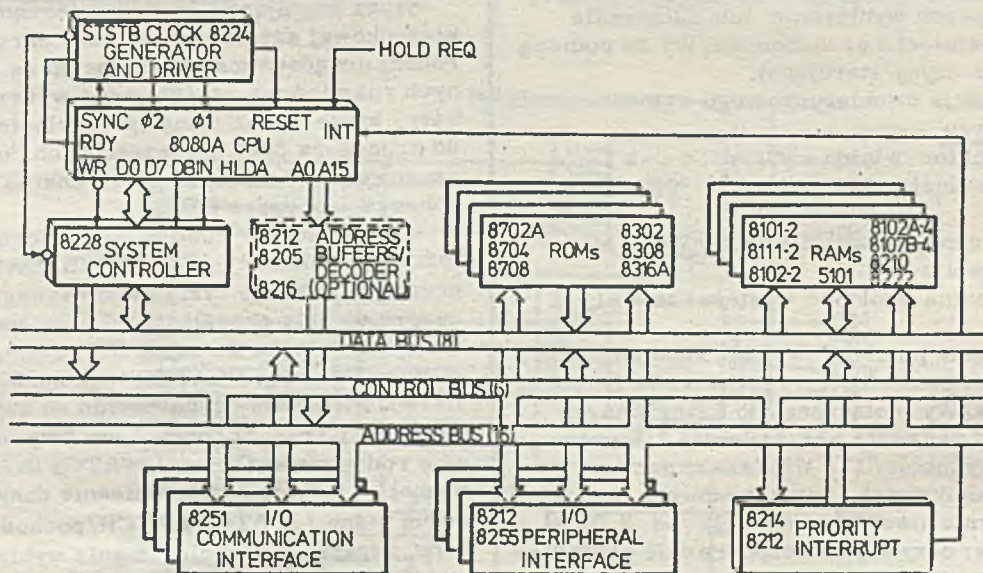 STSTB CLOCK 8224
GENERATOR
AND DRIVER
HOLD REQ
SYNC ϕ2 ϕ1 RESET INT
RDY 8080A CPU
WR D0 D7 DBIN HLDA A0 A15
8228 SYSTEM
CONTROLLER
8212 ADDRESS
8205 BUFEERS/
DECODER
8216 (OPTIONAL)
8702A 8302
8704 ROMs 8308
8708 8316A
8101-2 8102A-4
8111-2 RAMs 8107B-4
8102-2 5101 8210
8222
DATA BUS (8)
CONTROL BUS (6)
ADDRESS BUS (16)
8251 I/O
COMMUNICATION
INTERFACE
8212 I/O
8255 PERIPHERAL
INTERFACE
8214 PRIORITY
8212 INTERRUPT